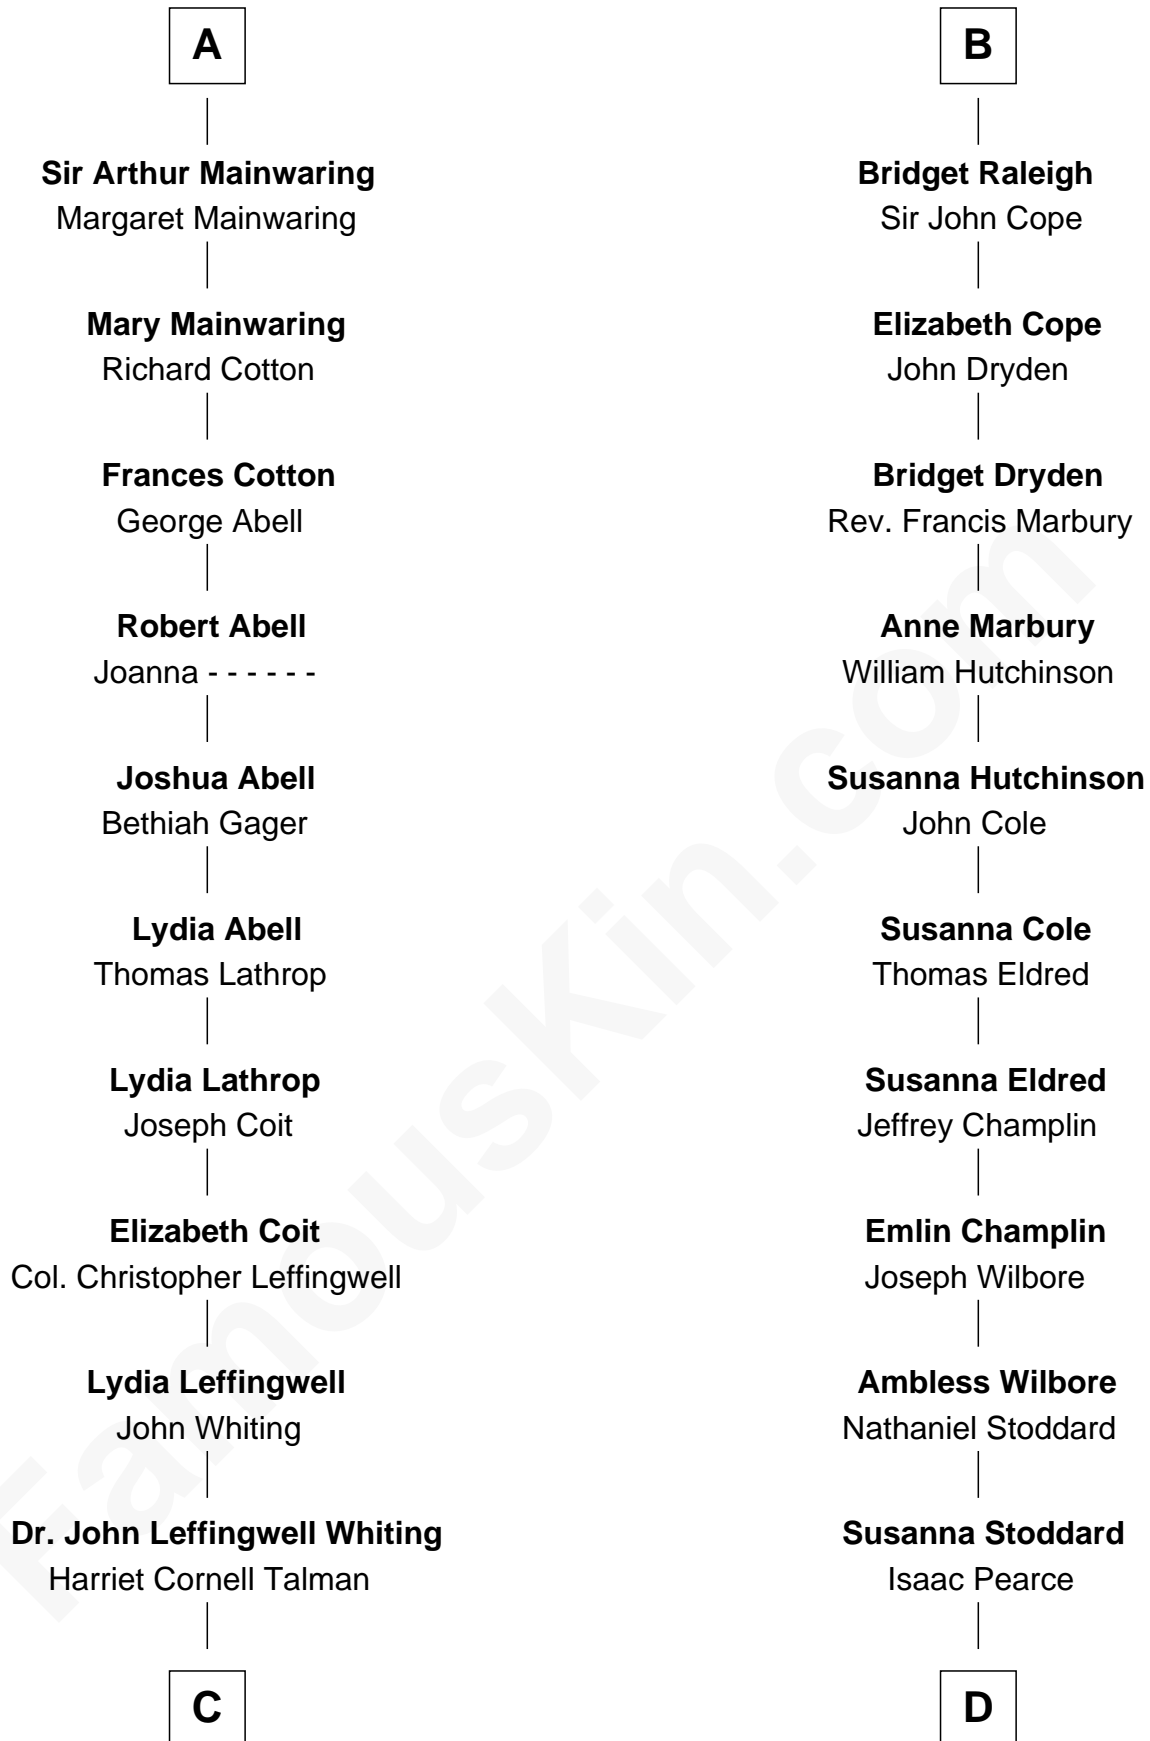 A
Sir Arthur Mainwaring
Margaret Mainwaring
Mary Mainwaring
Richard Cotton
Frances Cotton
George Abell
Robert Abell
Joanna - - - - - -
Joshua Abell
Bethiah Gager
Lydia Abell
Thomas Lathrop
Lydia Lathrop
Joseph Coit
Elizabeth Coit
Col. Christopher Leffingwell
Lydia Leffingwell
John Whiting
Dr. John Leffingwell Whiting
Harriet Cornell Talman
C
B
Bridget Raleigh
Sir John Cope
Elizabeth Cope
John Dryden
Bridget Dryden
Rev. Francis Marbury
Anne Marbury
William Hutchinson
Susanna Hutchinson
John Cole
Susanna Cole
Thomas Eldred
Susanna Eldred
Jeffrey Champlin
Emlin Champlin
Joseph Wilbore
Ambless Wilbore
Nathaniel Stoddard
Susanna Stoddard
Isaac Pearce
D
FamousKin.com